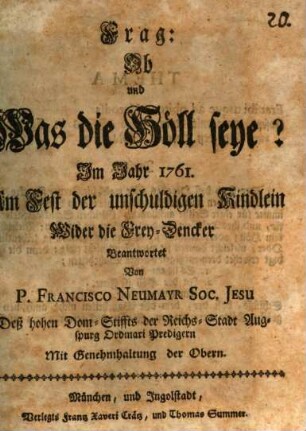 20.
Frag:
Ob
und
Was die Höll seye?
Im Jahr 1761.
Am Fest der unschuldigen Kindlein
Wider die Frey-Dencker
Beantwortet
Von
P. FRANCISCO NEUMAYR SOC. JESU
Deß hohen Dom-Stiffts der Reichs-Stadt Aug-
spurg Ordinari Predigern
Mit Genehmhaltung der Obern.
München, und Ingolstadt,
Verlegts Frantz Xaveri Crätz, und Thomas Summer.